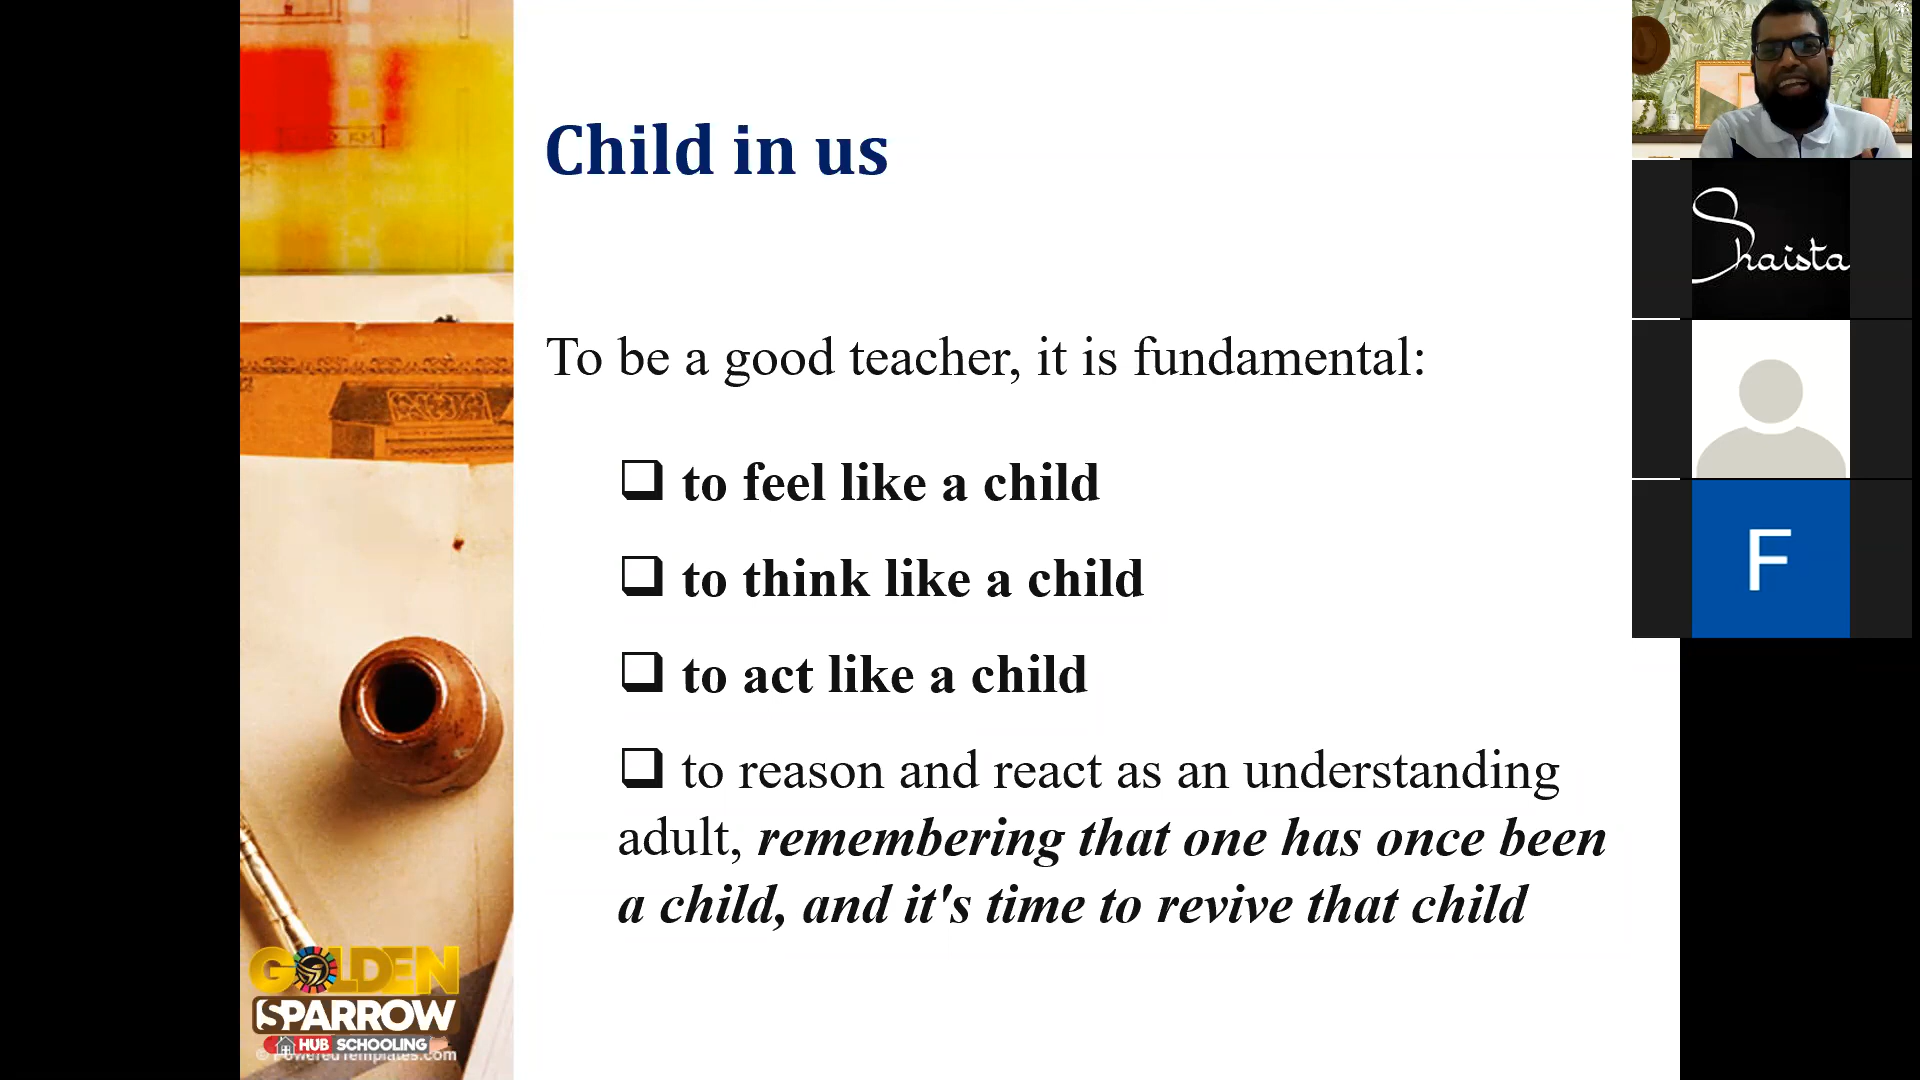 Child in us
To be a good teacher, it is fundamental:
❑ to feel like a child
❑ to think like a child
❑ to act like a child
❑ to reason and react as an understanding
adult, remembering that one has once been
a child, and it's time to revive that child
Shaista
F
GOLDEN
SPARROW
HUB SCHOOLING
© PoweredTemplates.com